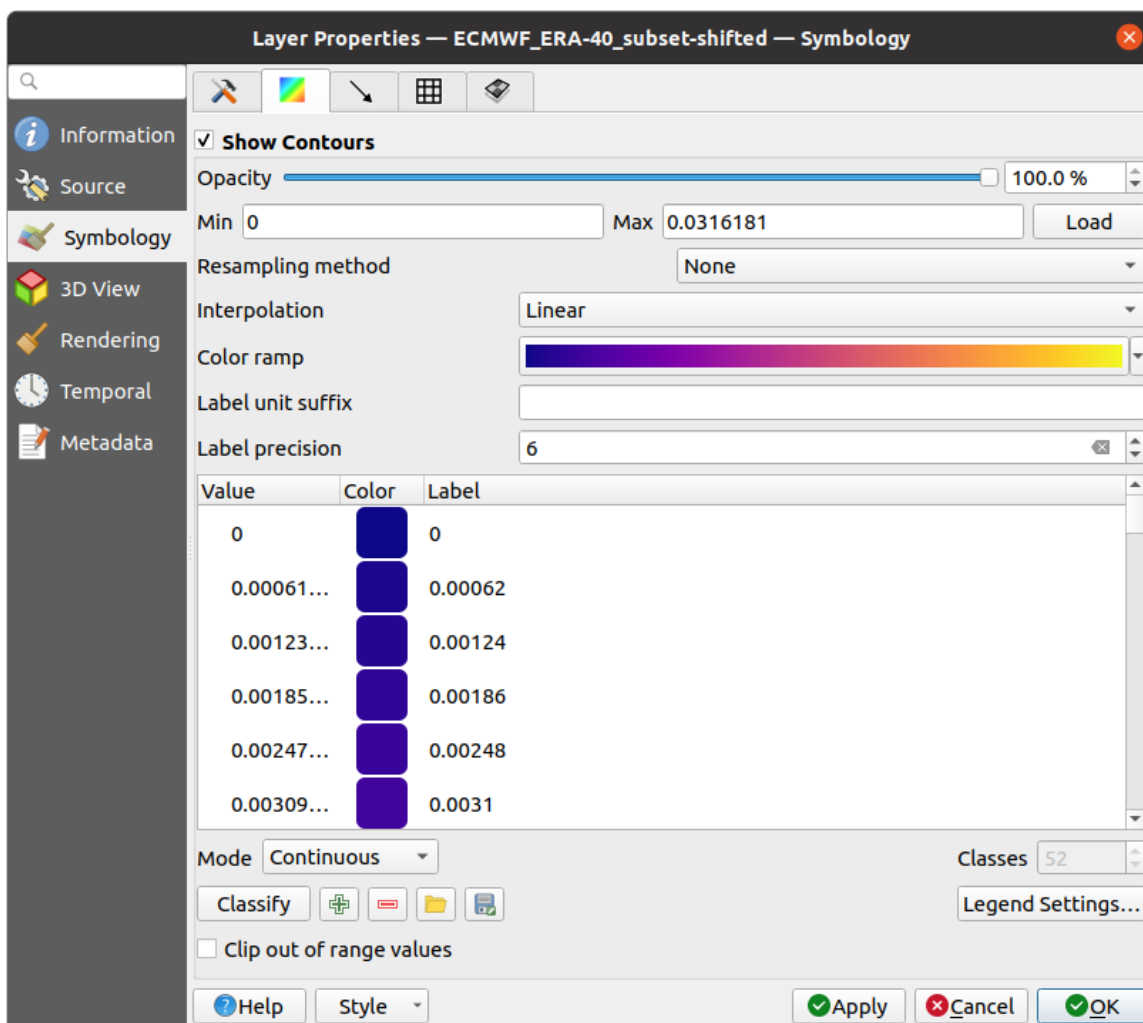 Layer Properties — ECMWF_ERA-40_subset-shifted — Symbology
Information
Source
Symbology
3D View
Rendering
Temporal
Metadata
Show Contours
Opacity 100.0 %
Min 0 Max 0.0316181 Load
Resampling method None
Interpolation Linear
Color ramp
Label unit suffix
Label precision 6
Value Color Label
0 0
0.00061... 0.00062
0.00123... 0.00124
0.00185... 0.00186
0.00247... 0.00248
0.00309... 0.0031
Mode Continuous Classes 52
Classify Legend Settings...
Clip out of range values
Help Style Apply Cancel OK